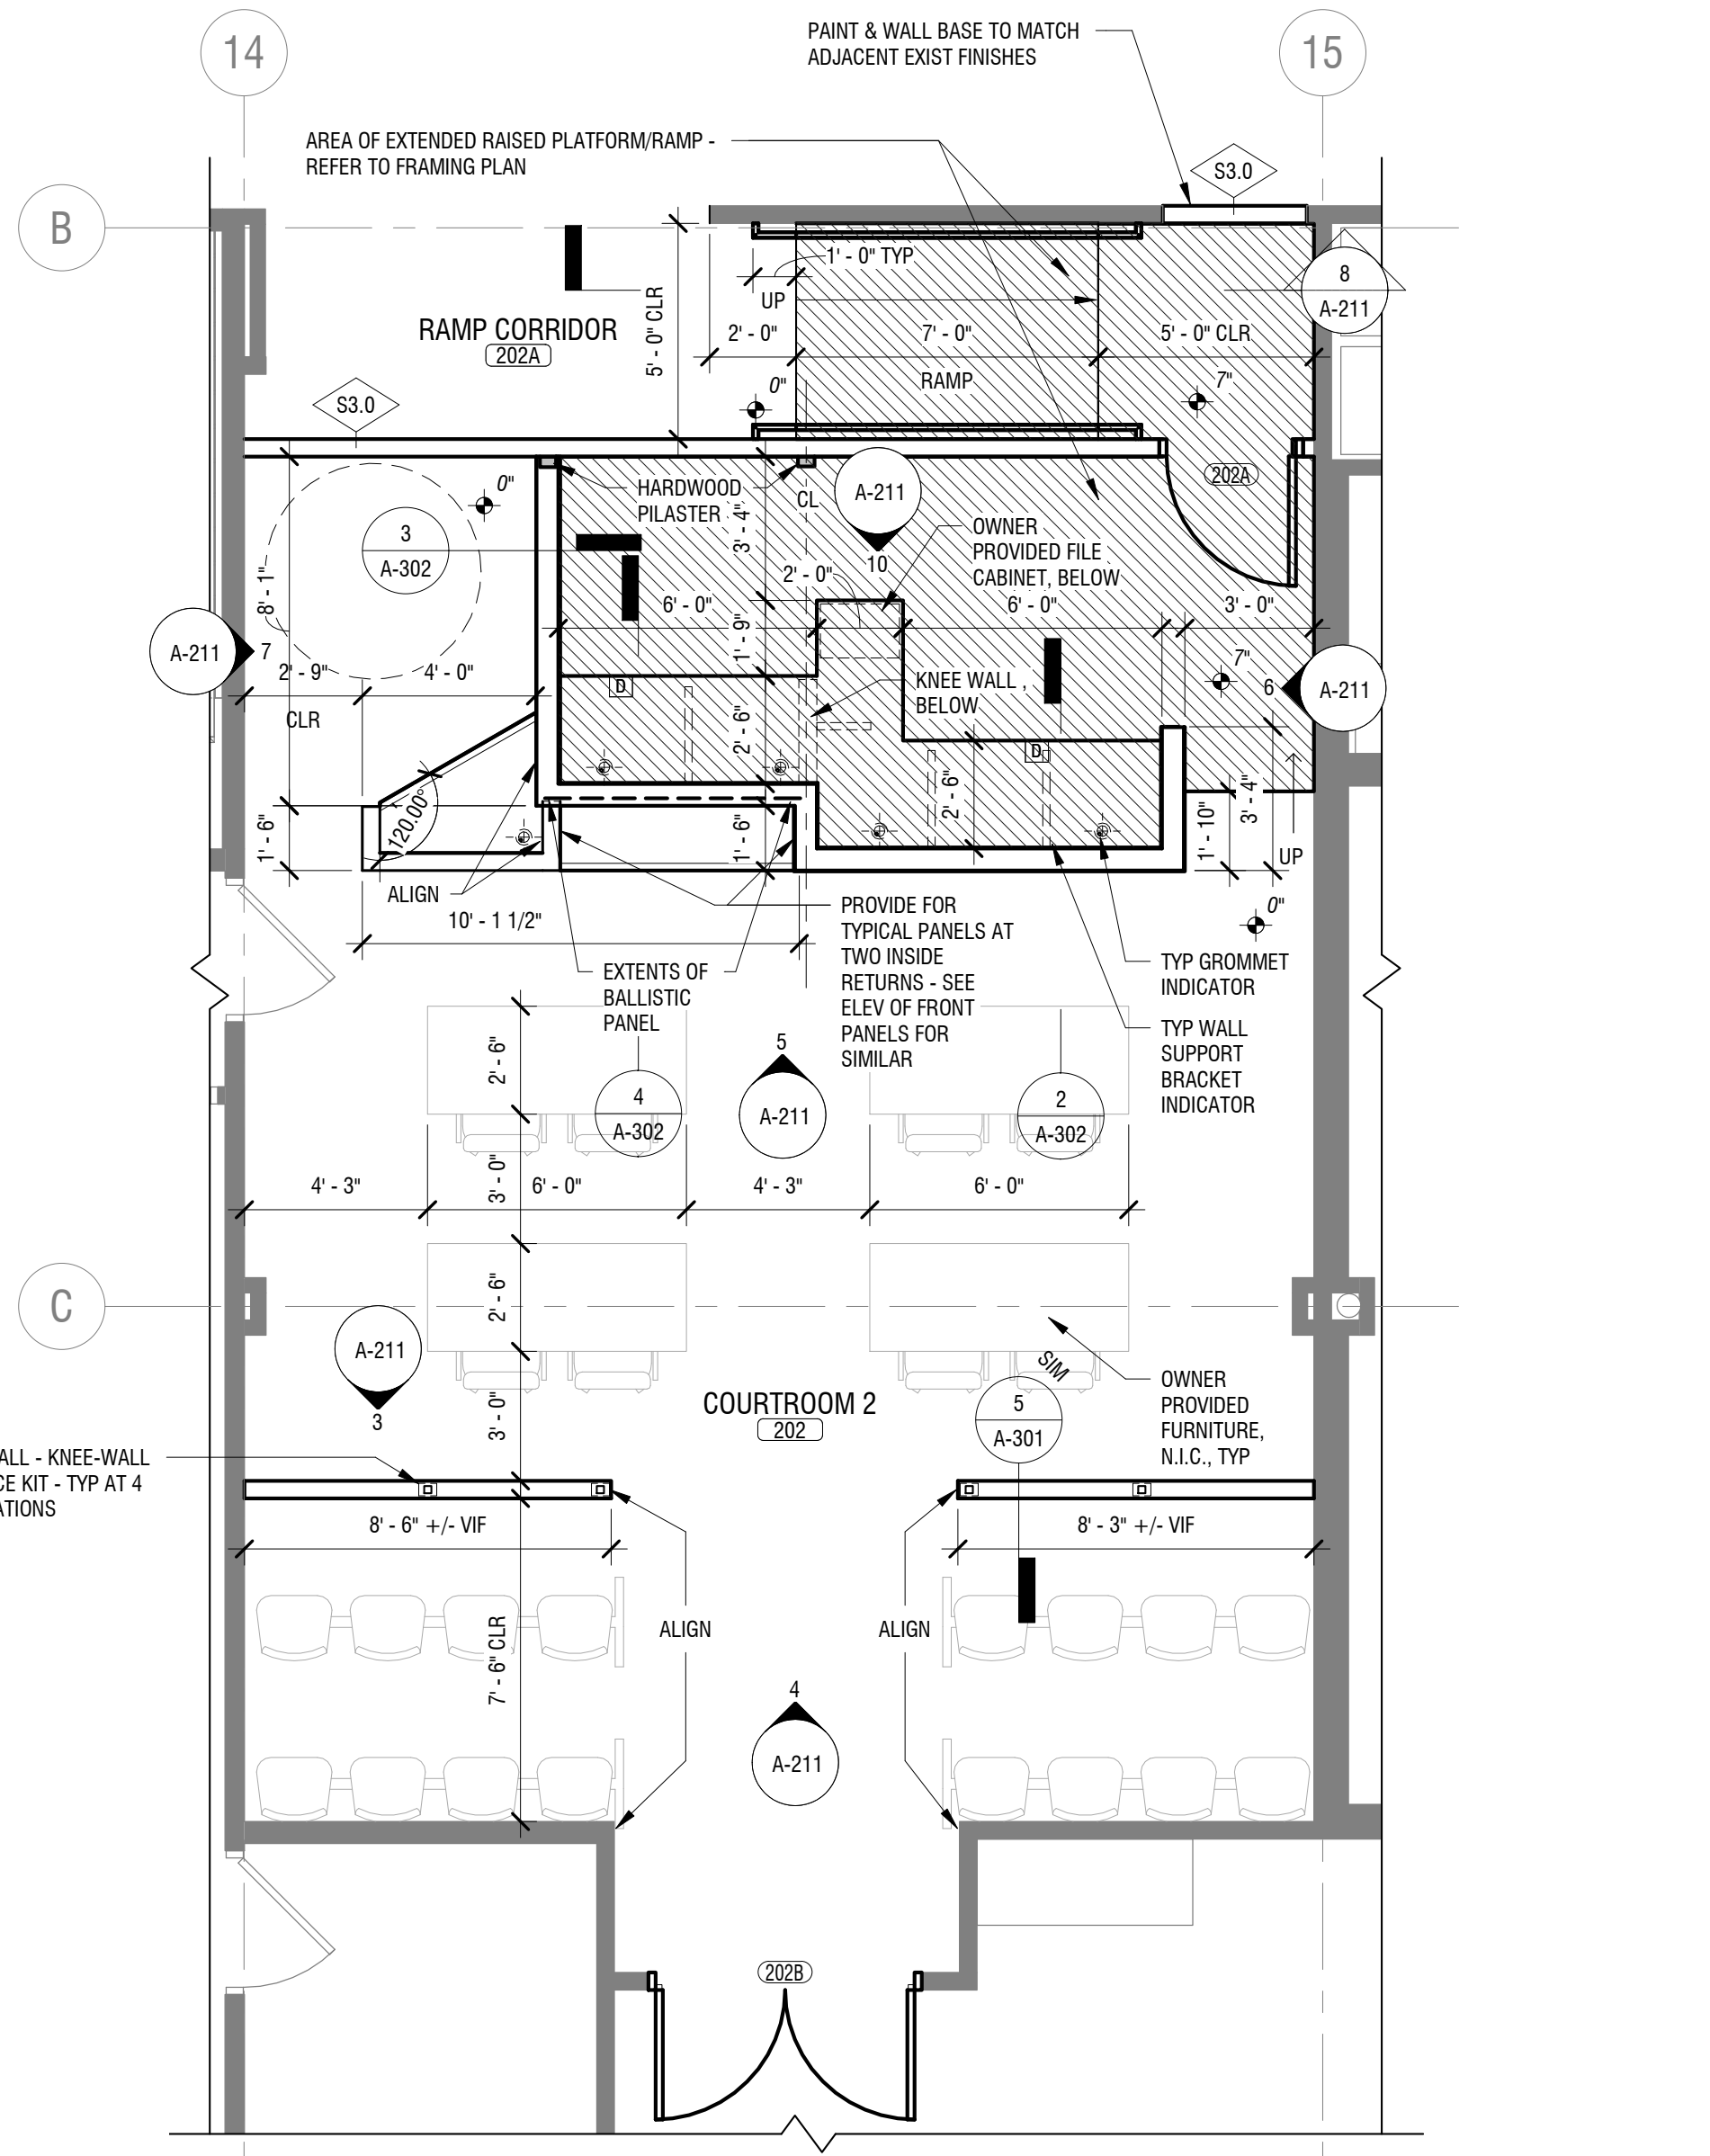 14
15
PAINT & WALL BASE TO MATCH
ADJACENT EXIST FINISHES
AREA OF EXTENDED RAISED PLATFORM/RAMP -
REFER TO FRAMING PLAN
S3.0
B
8
A-211
1' - 0" TYP
UP
RAMP CORRIDOR
202A
5' - 0" CLR
2' - 0"
7' - 0"
5' - 0" CLR
RAMP
0"
7"
S3.0
202A
0"
HARDWOOD
PILASTER
CL
A-211
10
3' - 4"
OWNER
PROVIDED FILE
CABINET, BELOW
3
A-302
2' - 0"
6' - 0"
6' - 0"
3' - 0"
8' - 1"
1' - 9"
A-211
7
2' - 9"
4' - 0"
CLR
D
KNEE WALL ,
BELOW
7"
6
A-211
2' - 6"
D
2' - 6"
120.00°
1' - 6"
1' - 6"
1' - 10"
3' - 4"
UP
ALIGN
10' - 1 1/2"
PROVIDE FOR
TYPICAL PANELS AT
TWO INSIDE
RETURNS - SEE
ELEV OF FRONT
PANELS FOR
SIMILAR
0"
EXTENTS OF
BALLISTIC
PANEL
TYP GROMMET
INDICATOR
TYP WALL
SUPPORT
BRACKET
INDICATOR
2' - 6"
5
A-211
4
A-302
2
A-302
3' - 0"
4' - 3"
6' - 0"
4' - 3"
6' - 0"
C
2' - 6"
A-211
3
SIM
OWNER
PROVIDED
FURNITURE,
N.I.C., TYP
3' - 0"
COURTROOM 2
202
5
A-301
ALL - KNEE-WALL
CE KIT - TYP AT 4
ATIONS
8' - 6" +/- VIF
8' - 3" +/- VIF
7' - 6" CLR
ALIGN
ALIGN
4
A-211
202B